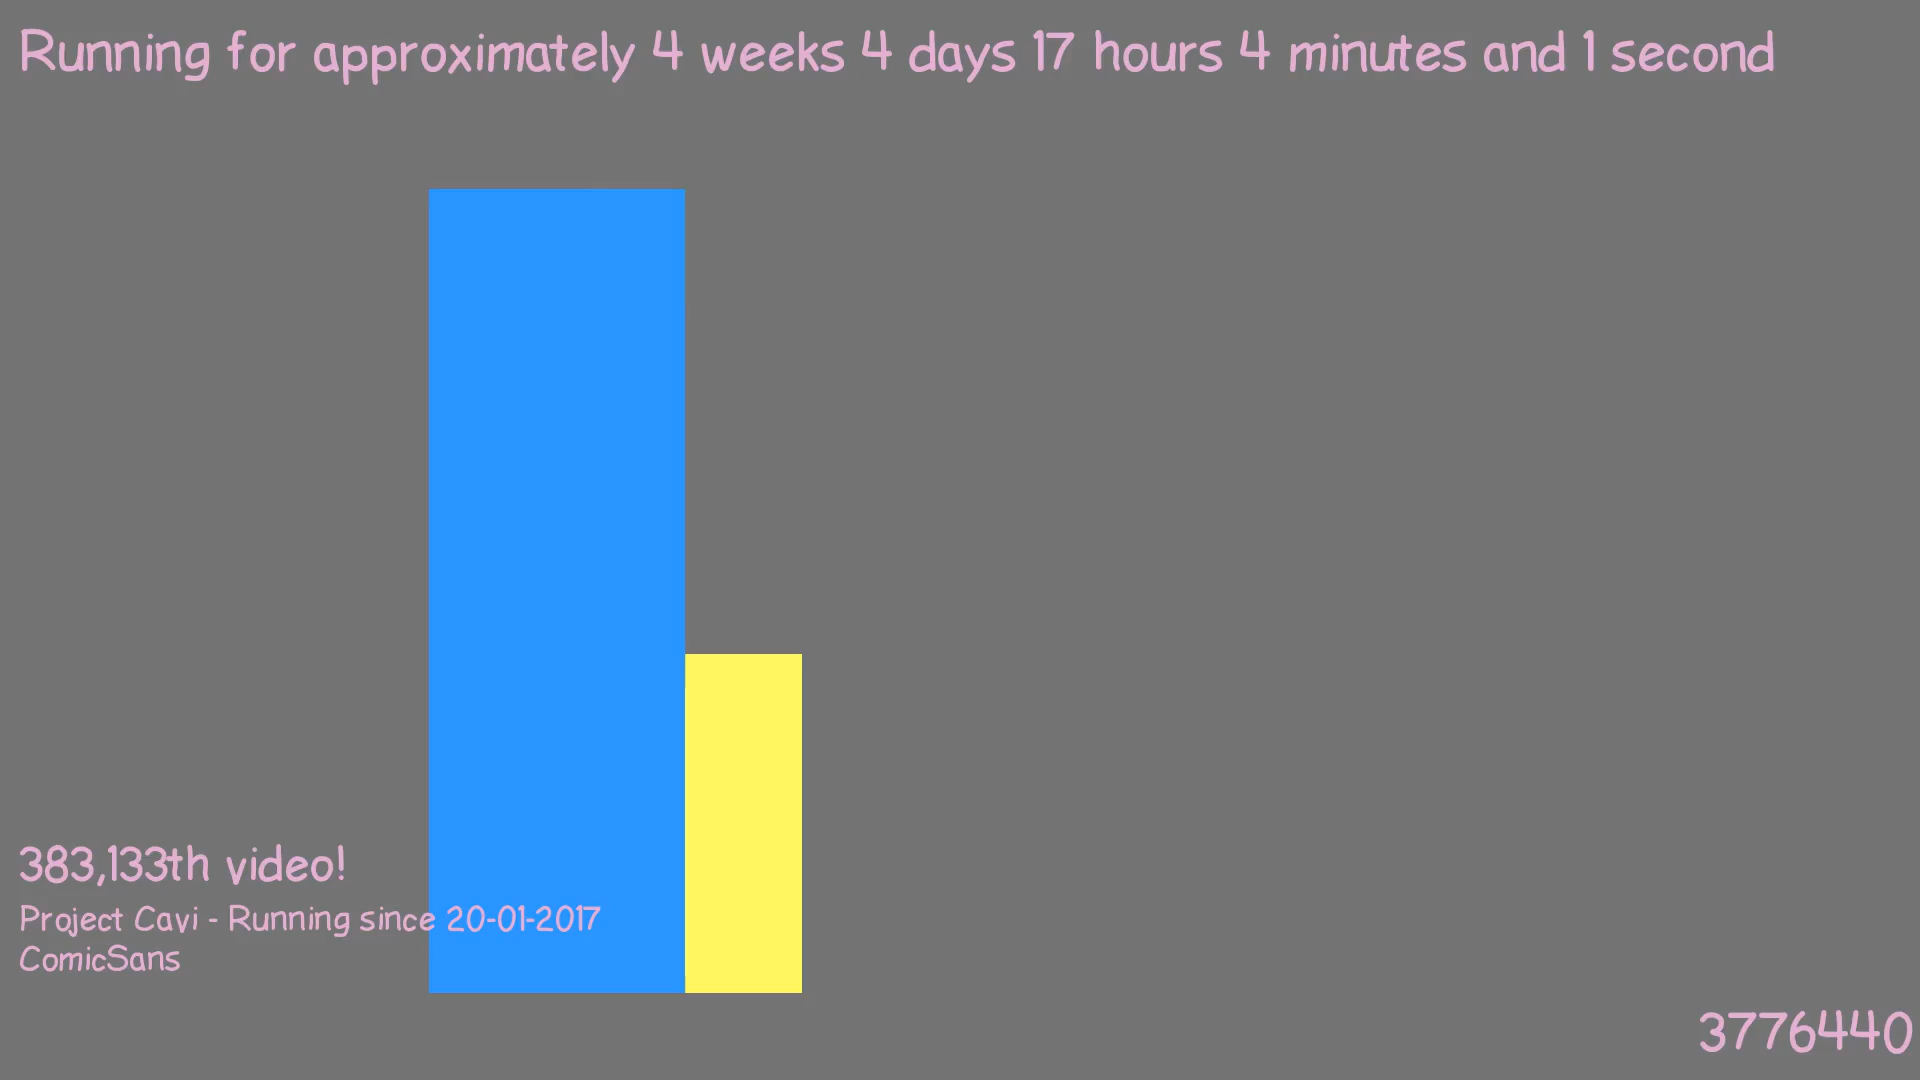 Running for approximately 4 weeks 4 days 17 hours 4 minutes and 1 second
383,133th video!
Project Cavi - Running since 20-01-2017
ComicSans
3776440